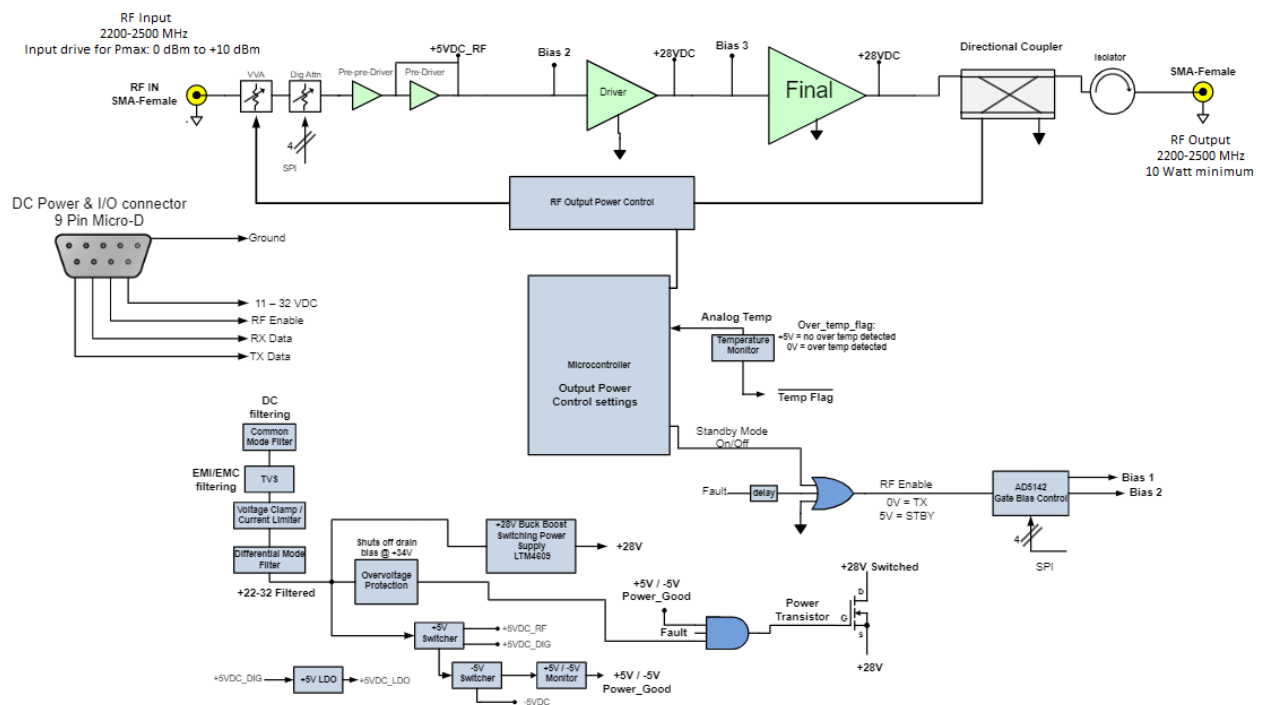 RF Input
2200-2500 MHz
Input drive for Pmax: 0 dBm to +10 dBm
RF IN
SMA-Female
VVA
Dig Attn
Pre-pre-Driver
Pre-Driver
+5VDC_RF
Bias 2
Driver
+28VDC
Bias 3
Final
+28VDC
Directional Coupler
Isolator
SMA-Female
RF Output
2200-2500 MHz
10 Watt minimum
4
SPI
RF Output Power Control
DC Power & I/O connector
9 Pin Micro-D
Ground
11 – 32 VDC
RF Enable
RX Data
TX Data
Microcontroller
Output Power
Control settings
Analog Temp
Temperature
Monitor
Over_temp_flag:
+5V = no over temp detected
0V = over temp detected
Temp Flag
Standby Mode
On/Off
Fault
delay
RF Enable
0V = TX
5V = STBY
AD5142
Gate Bias Control
Bias 1
Bias 2
4
SPI
DC
filtering
Common
Mode Filter
EMI/EMC
filtering
TVS
Voltage Clamp /
Current Limiter
Differential Mode
Filter
+22-32 Filtered
Shuts off drain
bias @ +34V
Overvoltage
Protection
+28V Buck Boost
Switching Power
Supply
LTM4609
+28V
+5V / -5V
Power_Good
Fault
Power
Transistor
+28V Switched
D
G
S
+28V
+5V
Switcher
+5VDC_RF
+5VDC_DIG
-5V
Switcher
-5VDC
+5V / -5V
Monitor
+5V / -5V
Power_Good
+5VDC_DIG
+5V LDO
+5VDC_LDO